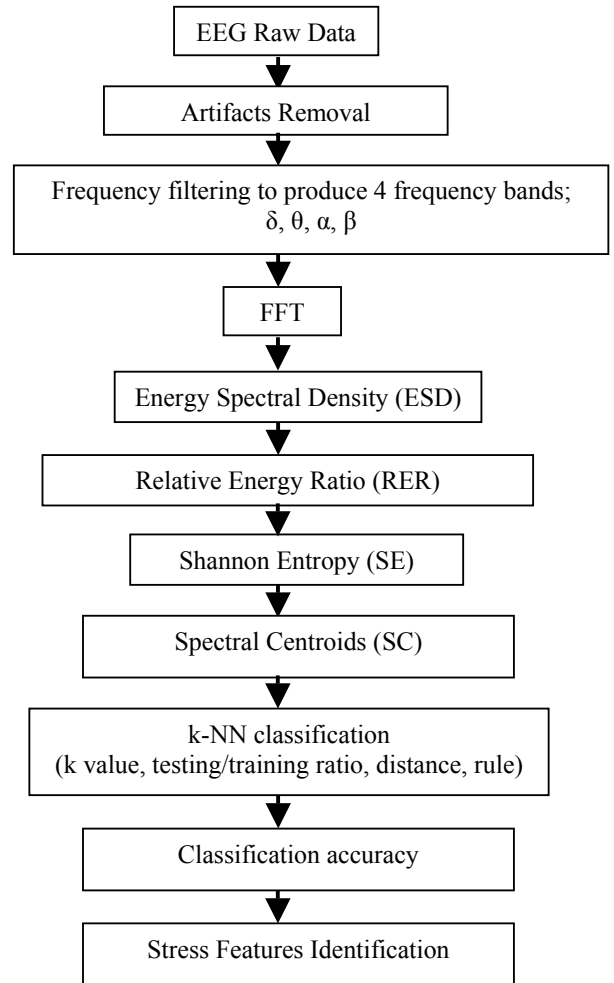 EEG Raw Data
Artifacts Removal
Frequency filtering to produce 4 frequency bands;
δ, θ, α, β
FFT
Energy Spectral Density (ESD)
Relative Energy Ratio (RER)
Shannon Entropy (SE)
Spectral Centroids (SC)
k-NN classification
(k value, testing/training ratio, distance, rule)
Classification accuracy
Stress Features Identification